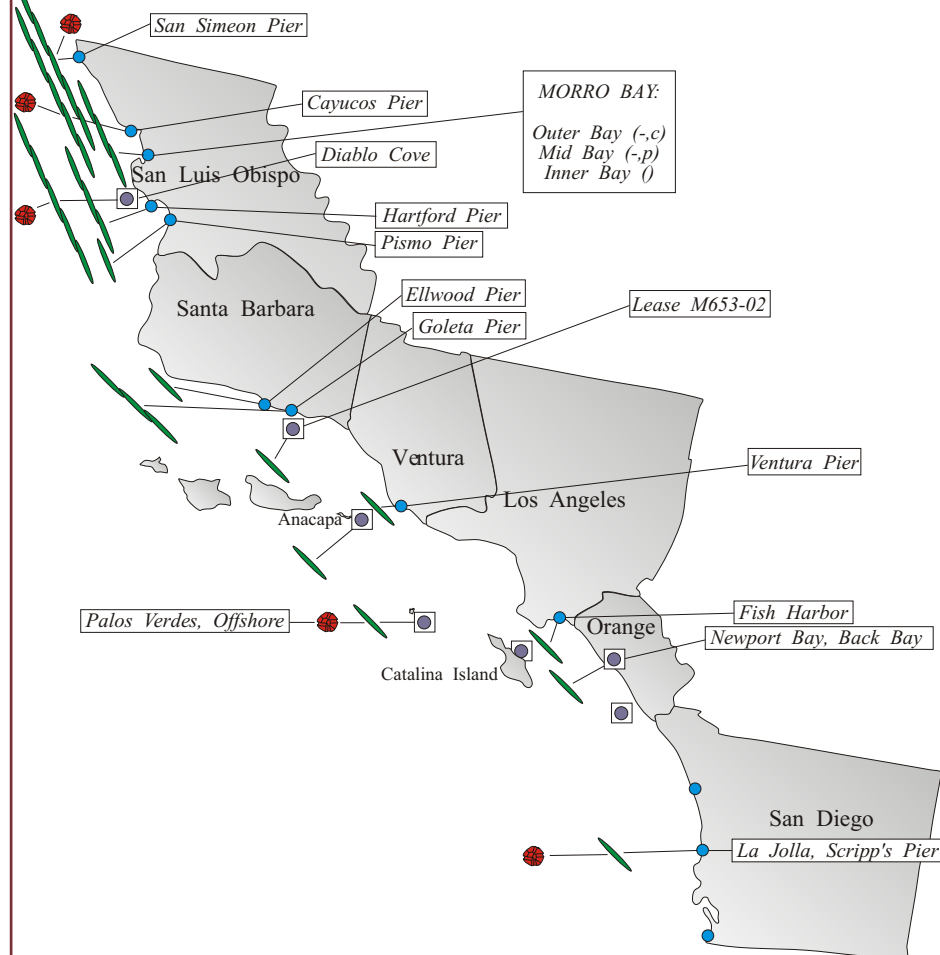 San Simeon Pier
Cayucos Pier
MORRO BAY:
Outer Bay (-,c)
Mid Bay (-,p)
Inner Bay ()
Diablo Cove
San Luis Obispo
Hartford Pier
Pismo Pier
Santa Barbara
Ellwood Pier
Lease M653-02
Goleta Pier
Ventura
Ventura Pier
Los Angeles
Anacapa
Palos Verdes, Offshore
Fish Harbor
Orange
Newport Bay, Back Bay
Catalina Island
San Diego
La Jolla, Scripp's Pier